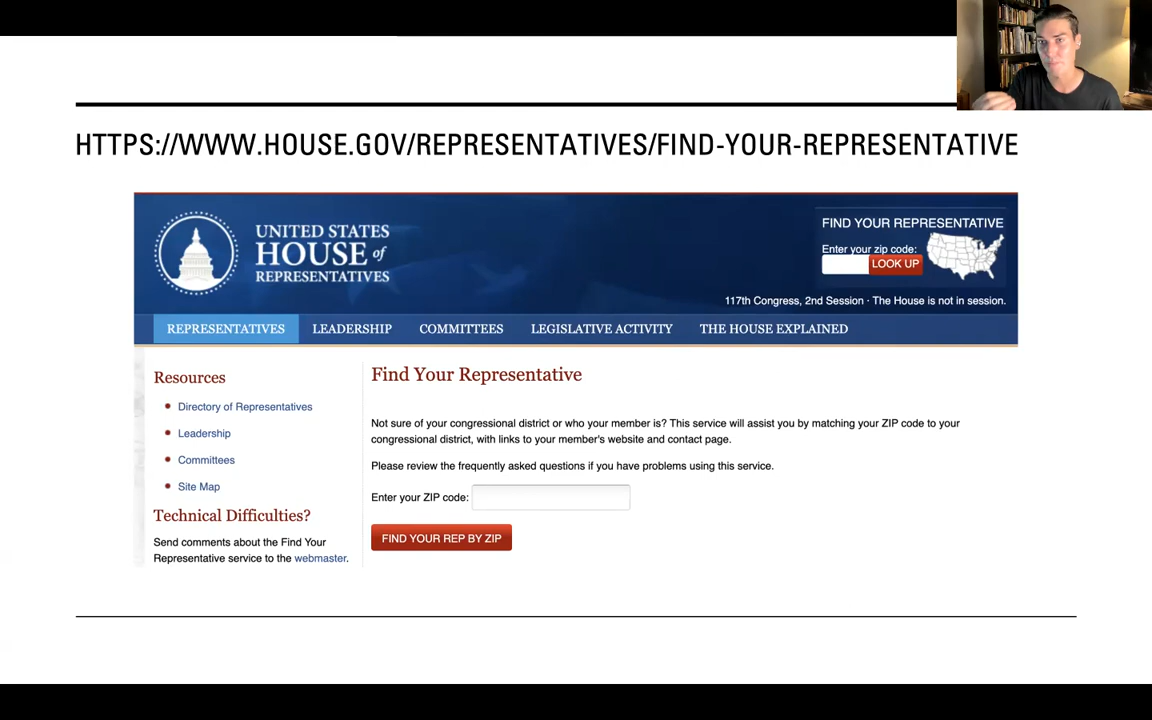 HTTPS://WWW.HOUSE.GOV/REPRESENTATIVES/FIND-YOUR-REPRESENTATIVE
UNITED STATES
HOUSE of
REPRESENTATIVES
FIND YOUR REPRESENTATIVE
Enter your zip code:
LOOK UP
117th Congress, 2nd Session · The House is not in session.
REPRESENTATIVES LEADERSHIP COMMITTEES LEGISLATIVE ACTIVITY THE HOUSE EXPLAINED
Resources
Directory of Representatives
Leadership
Committees
Site Map
Technical Difficulties?
Send comments about the Find Your
Representative service to the webmaster.
Find Your Representative
Not sure of your congressional district or who your member is? This service will assist you by matching your ZIP code to your
congressional district, with links to your member's website and contact page.
Please review the frequently asked questions if you have problems using this service.
Enter your ZIP code:
FIND YOUR REP BY ZIP